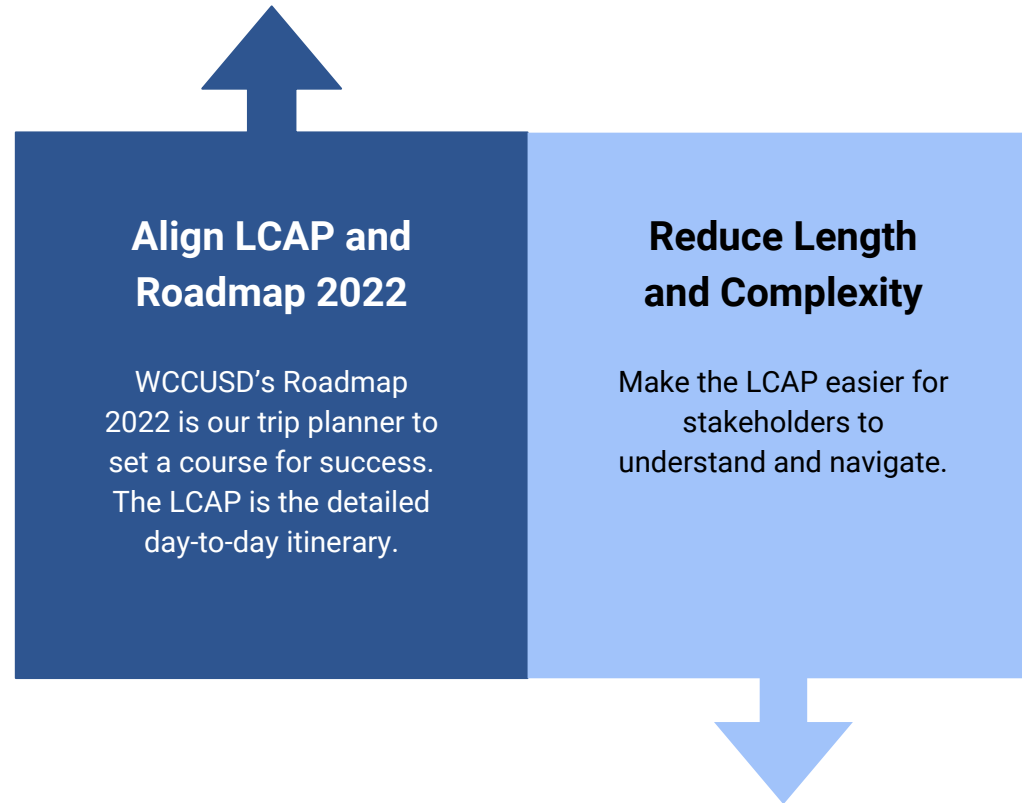 Align LCAP and
Roadmap 2022
WCCUSD’s Roadmap
2022 is our trip planner to
set a course for success.
The LCAP is the detailed
day-to-day itinerary.
Reduce Length
and Complexity
Make the LCAP easier for
stakeholders to
understand and navigate.